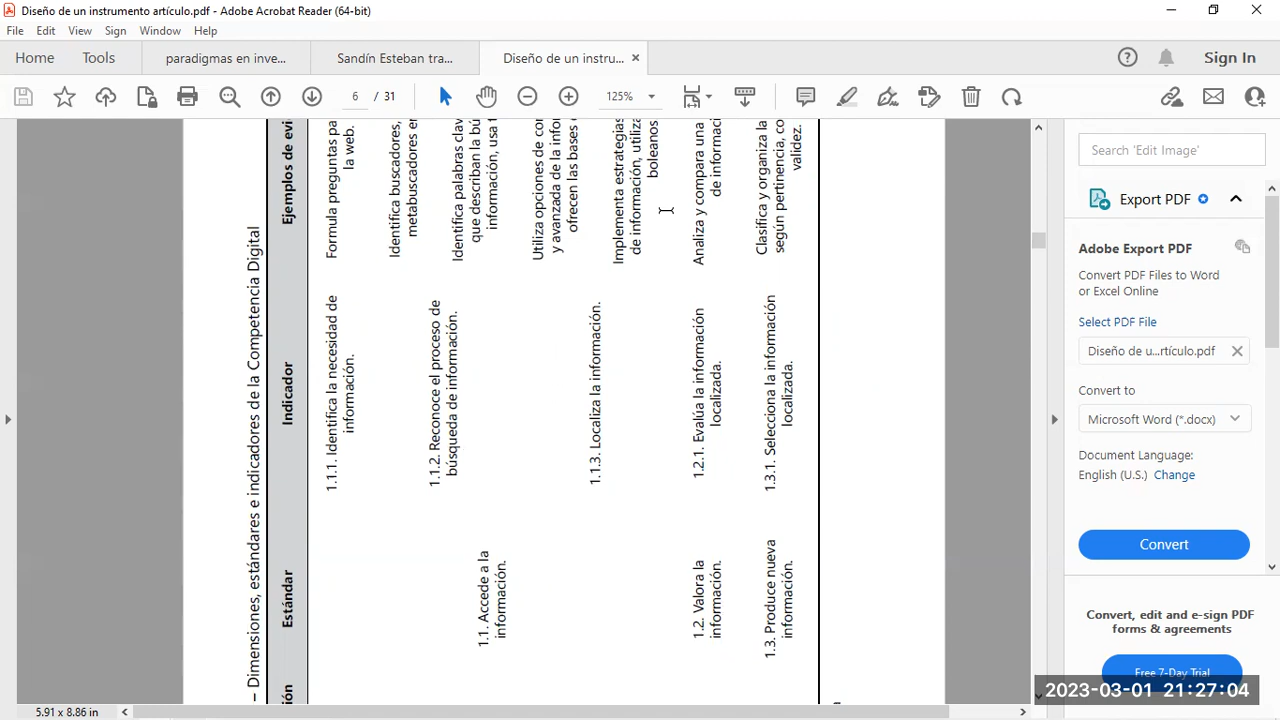 Diseño de un instrumento artículo.pdf - Adobe Acrobat Reader (64-bit)
File Edit View Sign Window Help
Home Tools paradigmas en inve... Sandín Esteban tra... Diseño de un instru... Sign In
6 / 31 125%
– Dimensiones, estándares e indicadores de la Competencia Digital
Estándar Indicador Ejemplos de evi
1.1. Accede a la
información.
1.1.1. Identifica la necesidad de
información.
Formula preguntas pa
la web.
1.1.2. Reconoce el proceso de
búsqueda de información.
Identifica buscadores,
metabuscadores e
Identifica palabras clav
que describan la bú
información, usa
1.1.3. Localiza la información.
Utiliza opciones de co
y avanzada de la infor
ofrecen las bases
Implementa estrategias
de información, utiliza
boleanos
1.2. Valora la
información.
1.2.1. Evalúa la información
localizada.
Analiza y compara una
de informaci
1.3. Produce nueva
información.
1.3.1. Selecciona la información
localizada.
Clasifica y organiza la
según pertinencia, co
validez.
ión
5.91 x 8.86 in
Search 'Edit Image'
Export PDF
Adobe Export PDF
Convert PDF Files to Word
or Excel Online
Select PDF File
Diseño de u...rtículo.pdf
Convert to
Microsoft Word (*.docx)
Document Language:
English (U.S.) Change
Convert
Convert, edit and e-sign PDF
forms & agreements
Free 7-Day Trial
2023-03-01 21:27:04